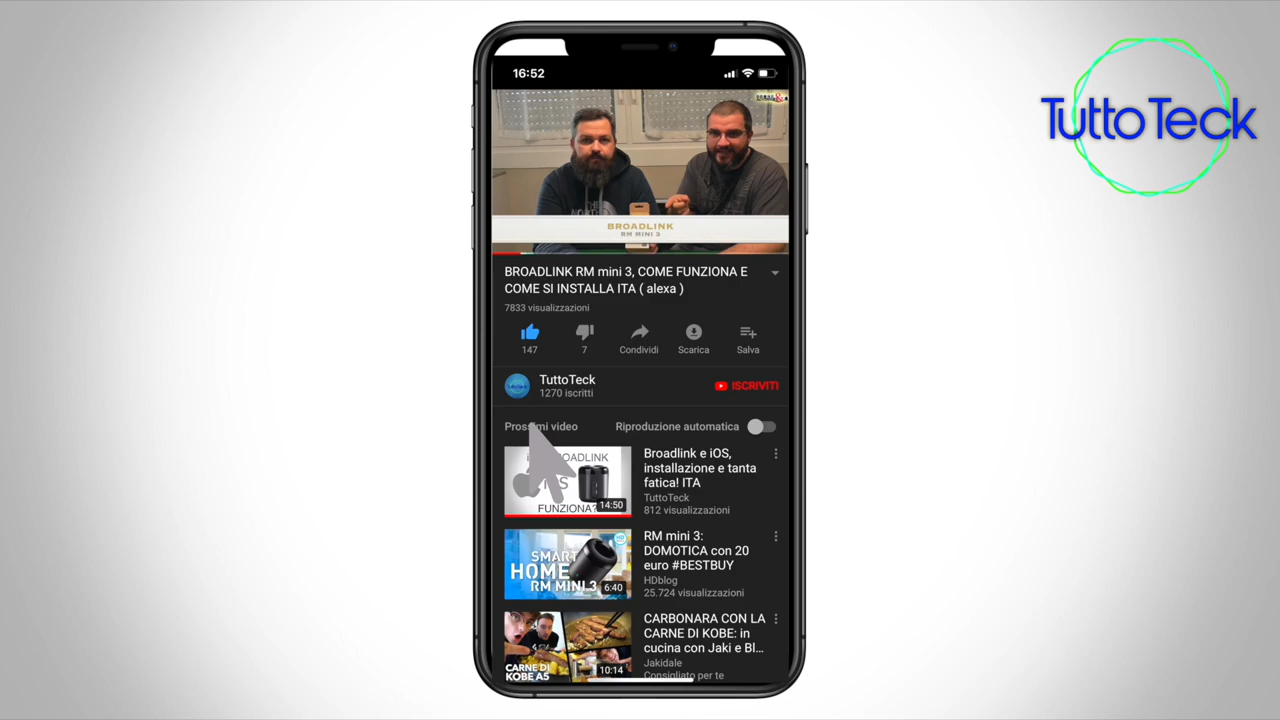 TuttoTeck
16:52
BROADLINK
RM MINI 3
BROADLINK RM mini 3, COME FUNZIONA E
COME SI INSTALLA ITA ( alexa )
7833 visualizzazioni
147
7
Condividi
Scarica
Salva
TuttoTeck
1270 iscritti
ISCRIVITI
Prossimi video
Riproduzione automatica
FUNZIONA?
14:50
Broadlink e iOS,
installazione e tanta
fatica! ITA
TuttoTeck
812 visualizzazioni
SMART
HOME
RM MINI 3
HD
6:40
RM mini 3:
DOMOTICA con 20
euro #BESTBUY
HDblog
25.724 visualizzazioni
CARNE DI
KOBE A5
10:14
CARBONARA CON LA
CARNE DI KOBE: in
cucina con Jaki e Bl...
Jakidale
Consigliato per te